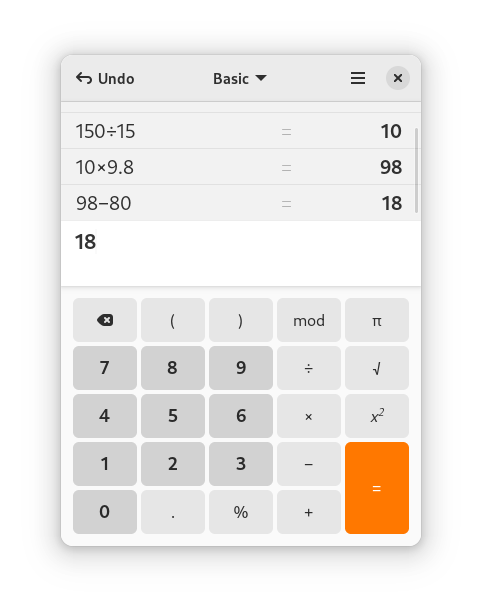 Undo Basic
150÷15 = 10
10×9.8 = 98
98−80 = 18
18
( ) mod π
7 8 9 ÷ √
4 5 6 × x²
1 2 3 −
=
0 . % +